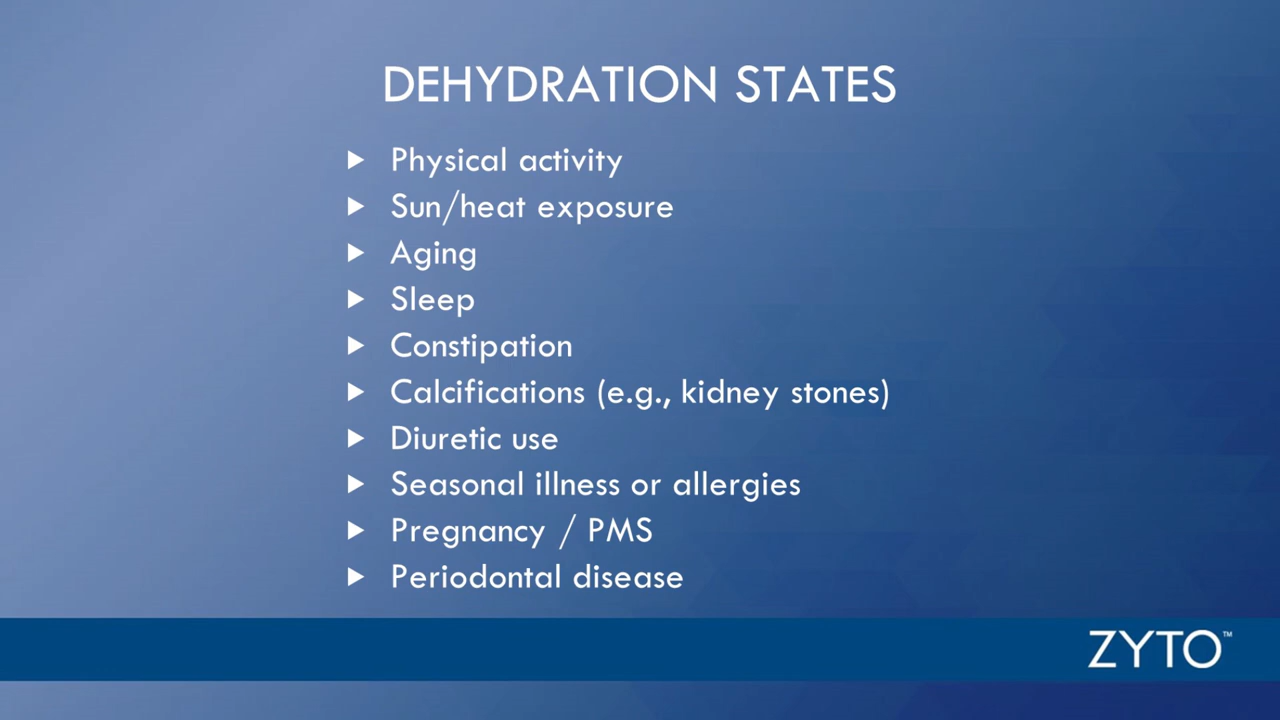 DEHYDRATION STATES
Physical activity
Sun/heat exposure
Aging
Sleep
Constipation
Calcifications (e.g., kidney stones)
Diuretic use
Seasonal illness or allergies
Pregnancy / PMS
Periodontal disease
ZYTO™